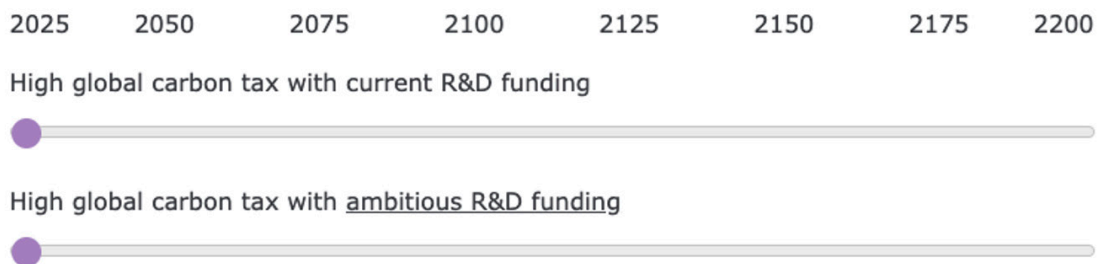 2025 2050 2075 2100 2125 2150 2175 2200
High global carbon tax with current R&D funding
High global carbon tax with ambitious R&D funding